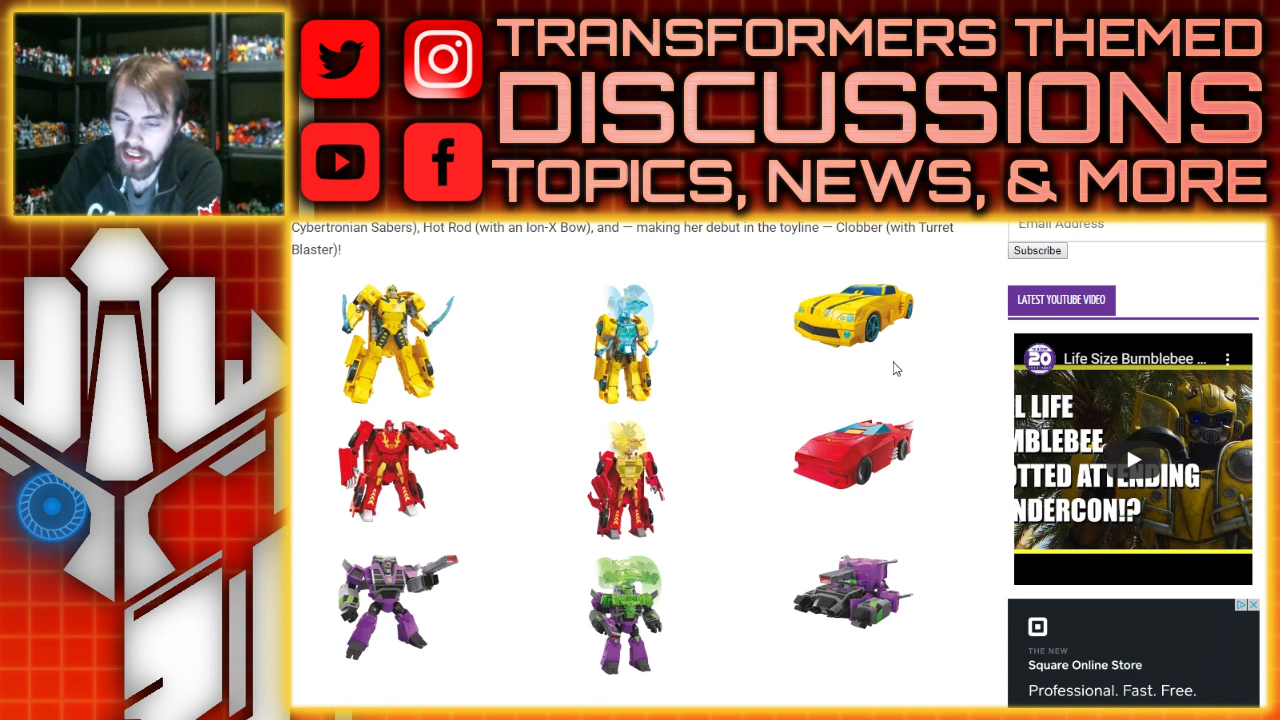 TRANSFORMERS THEMED
DISCUSSIONS
TOPICS, NEWS, & MORE
Cybertronian Sabers), Hot Rod (with an Ion-X Bow), and — making her debut in the toyline — Clobber (with Turret
Blaster)!
Email Address
Subscribe
LATEST YOUTUBE VIDEO
20
Life Size Bumblebee ...
L LIFE
MBLEBEE
OTTED ATTENDING
NDERCON!?
THE NEW
Square Online Store
Professional. Fast. Free.